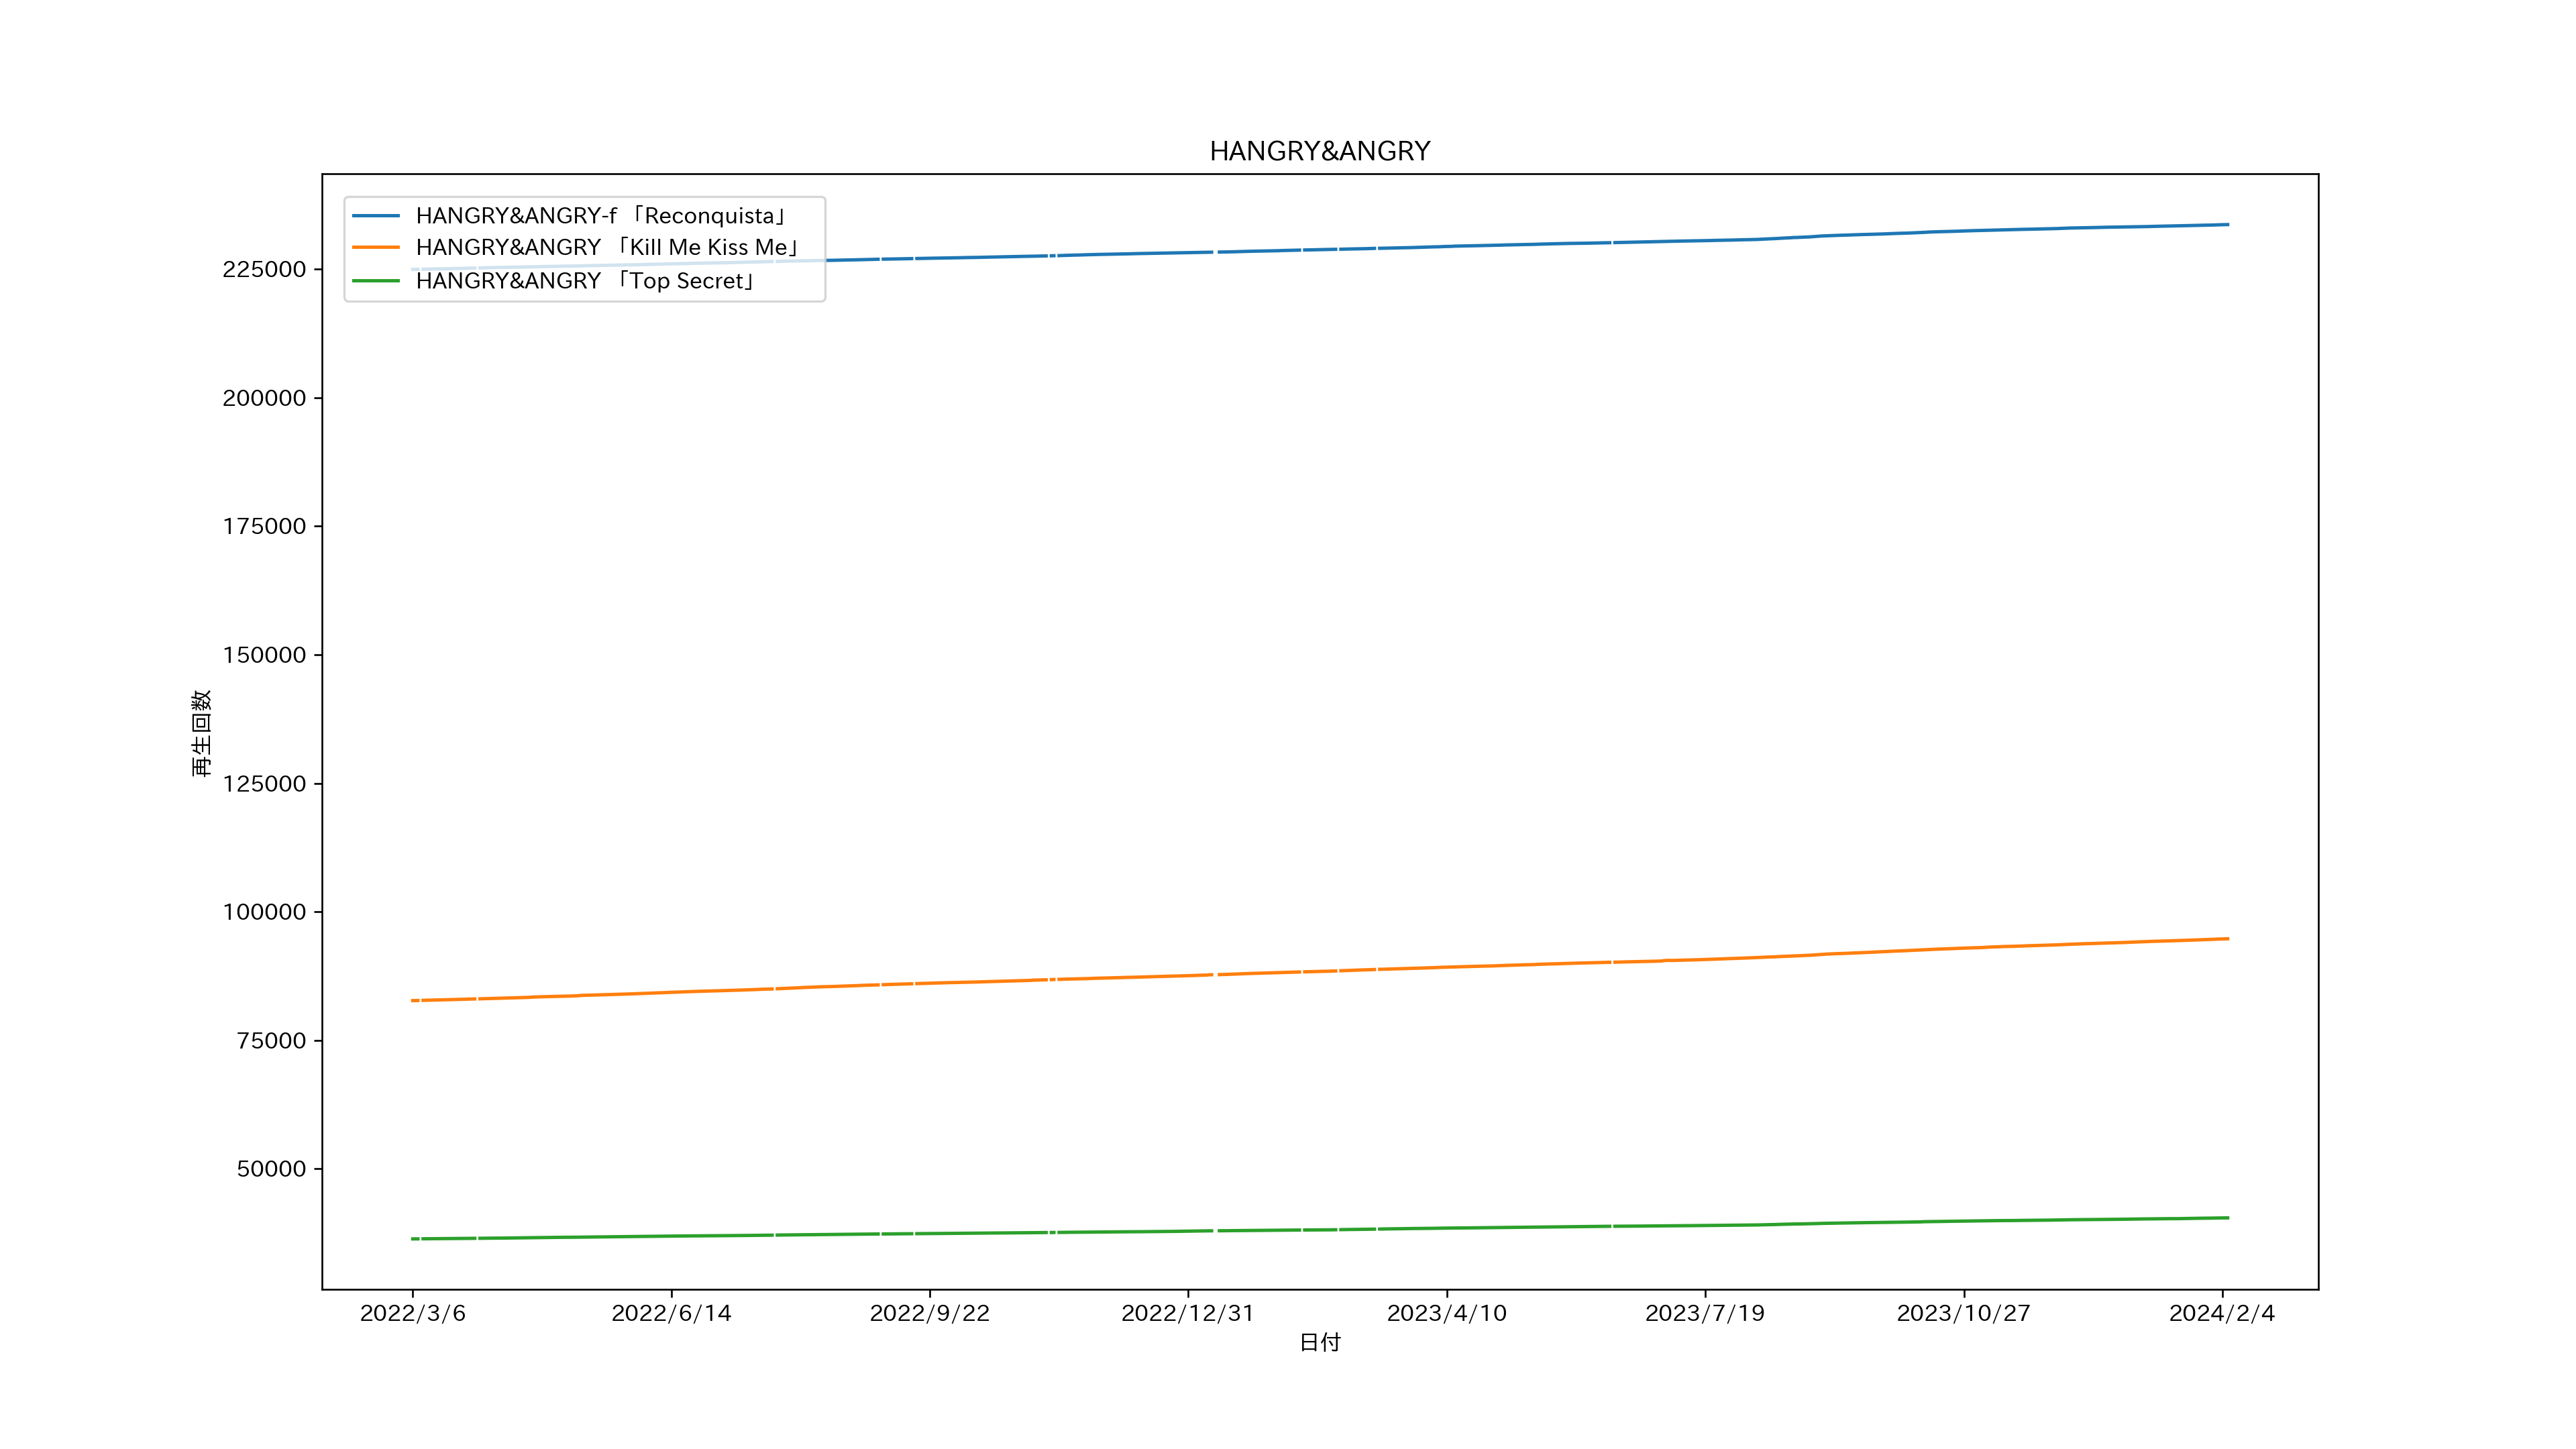 HANGRY&ANGRY
HANGRY&ANGRY-f 「Reconquista」
HANGRY&ANGRY 「Kill Me Kiss Me」
HANGRY&ANGRY 「Top Secret」
225000
200000
175000
150000
125000
100000
75000
50000
再生回数
2022/3/6 2022/6/14 2022/9/22 2022/12/31 2023/4/10 2023/7/19 2023/10/27 2024/2/4
日付